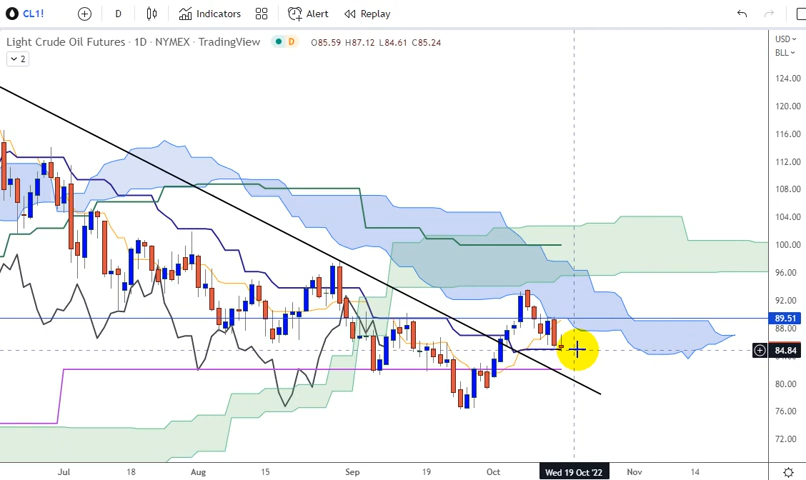 CL1!
D
Indicators
Alert
Replay
Light Crude Oil Futures · 1D · NYMEX · TradingView
D
O85.59 H87.12 L84.61 C85.24
2
USD
BLL
124.00
120.00
116.00
112.00
108.00
104.00
100.00
96.00
92.00
89.51
88.00
84.84
80.00
76.00
72.00
Jul
18
Aug
15
Sep
19
Oct
Wed 19 Oct '22
Nov
14